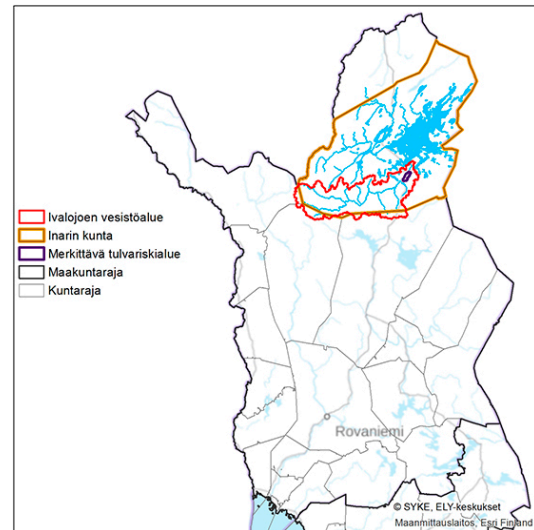 Ivalojoen vesistöalue
Inarin kunta
Merkittävä tulvariskialue
Maakuntaraja
Kuntaraja
Rovaniemi
© SYKE, ELY-keskukset
Maanmittauslaitos, Esri Finland